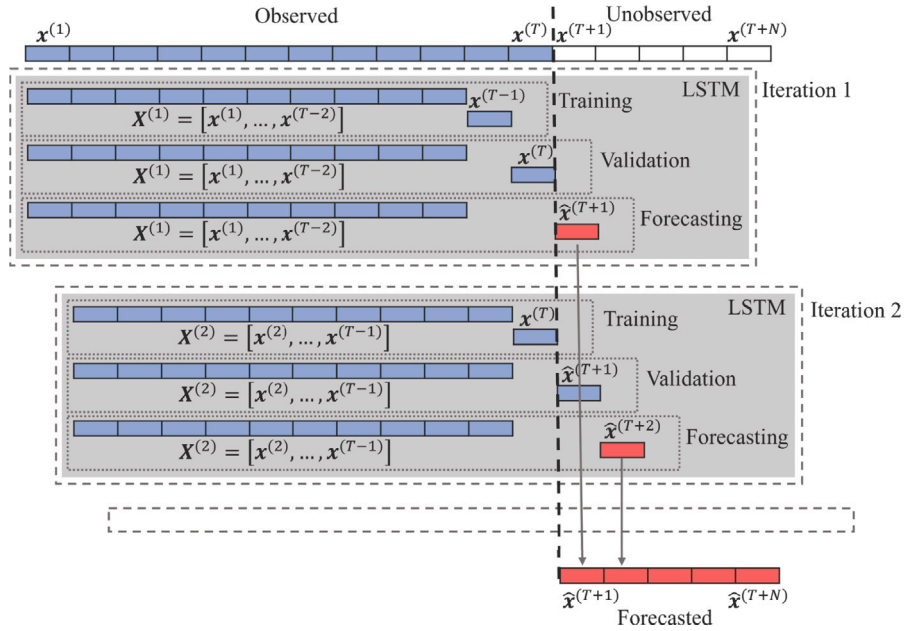 Observed Unobserved
x^(1) x^(T) x^(T+1) x^(T+N)
LSTM Iteration 1
x^(T−1) Training
X^(1) = [x^(1), ..., x^(T−2)]
x^(T) Validation
X^(1) = [x^(1), ..., x^(T−2)]
x̂^(T+1) Forecasting
X^(1) = [x^(1), ..., x^(T−2)]
LSTM Iteration 2
x^(T) Training
X^(2) = [x^(2), ..., x^(T−1)]
x̂^(T+1) Validation
X^(2) = [x^(2), ..., x^(T−1)]
x̂^(T+2) Forecasting
X^(2) = [x^(2), ..., x^(T−1)]
x̂^(T+1) x̂^(T+N)
Forecasted